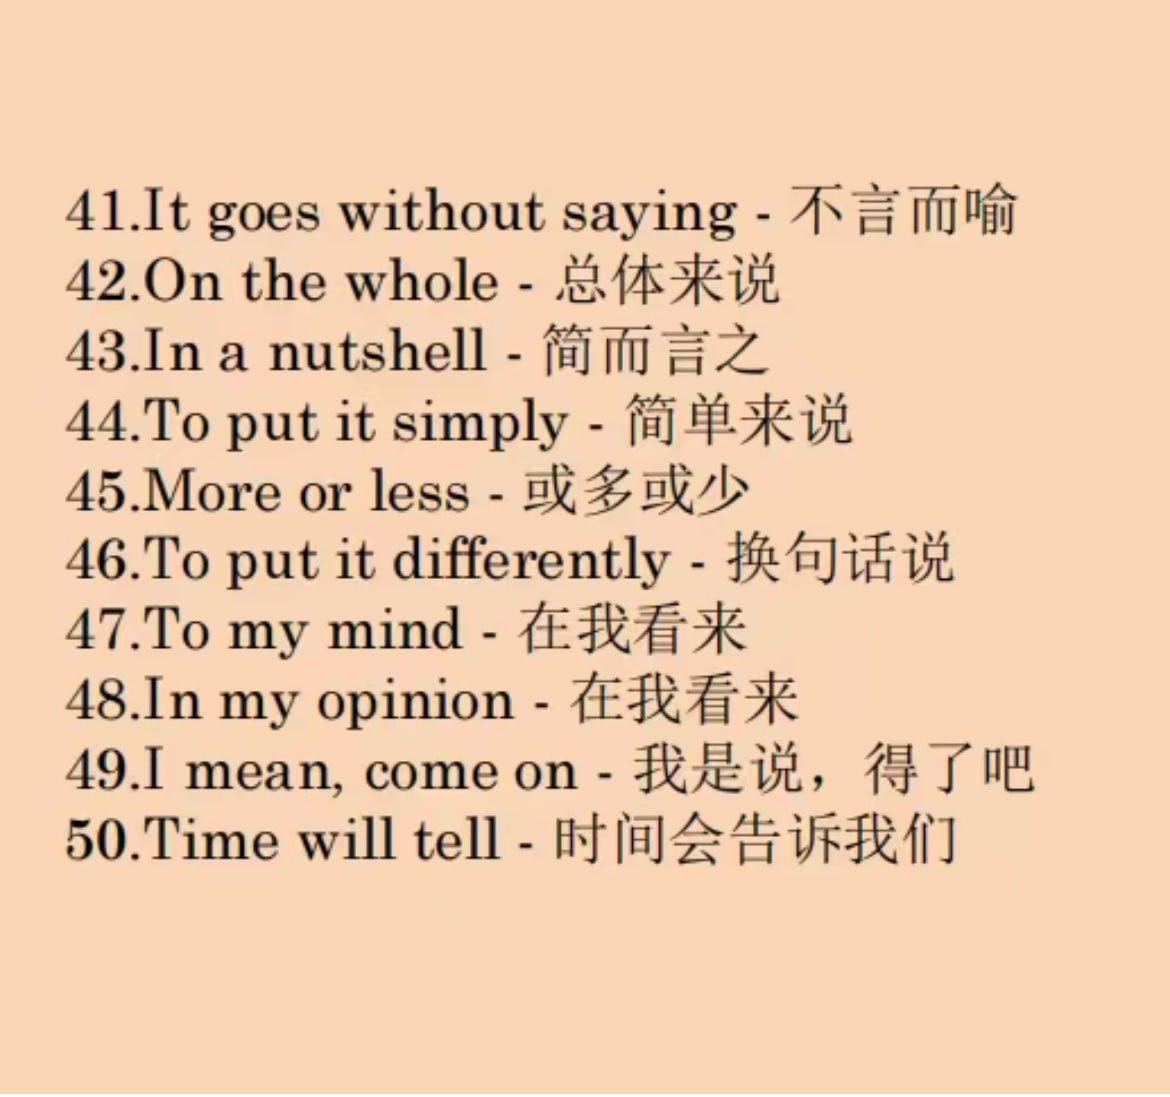 41.It goes without saying - 不言而喻
42.On the whole - 总体来说
43.In a nutshell - 简而言之
44.To put it simply - 简单来说
45.More or less - 或多或少
46.To put it differently - 换句话说
47.To my mind - 在我看来
48.In my opinion - 在我看来
49.I mean, come on - 我是说，得了吧
50.Time will tell - 时间会告诉我们